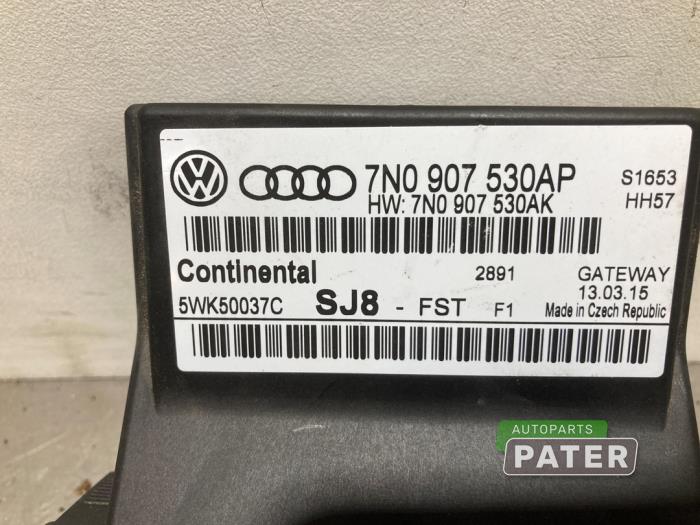 7N0 907 530AP S1653
HW: 7N0 907 530AK HH57
Continental 2891 GATEWAY
13.03.15
5WK50037C SJ8 - FST F1 Made in Czech Republic
AUTOPARTS
PATER